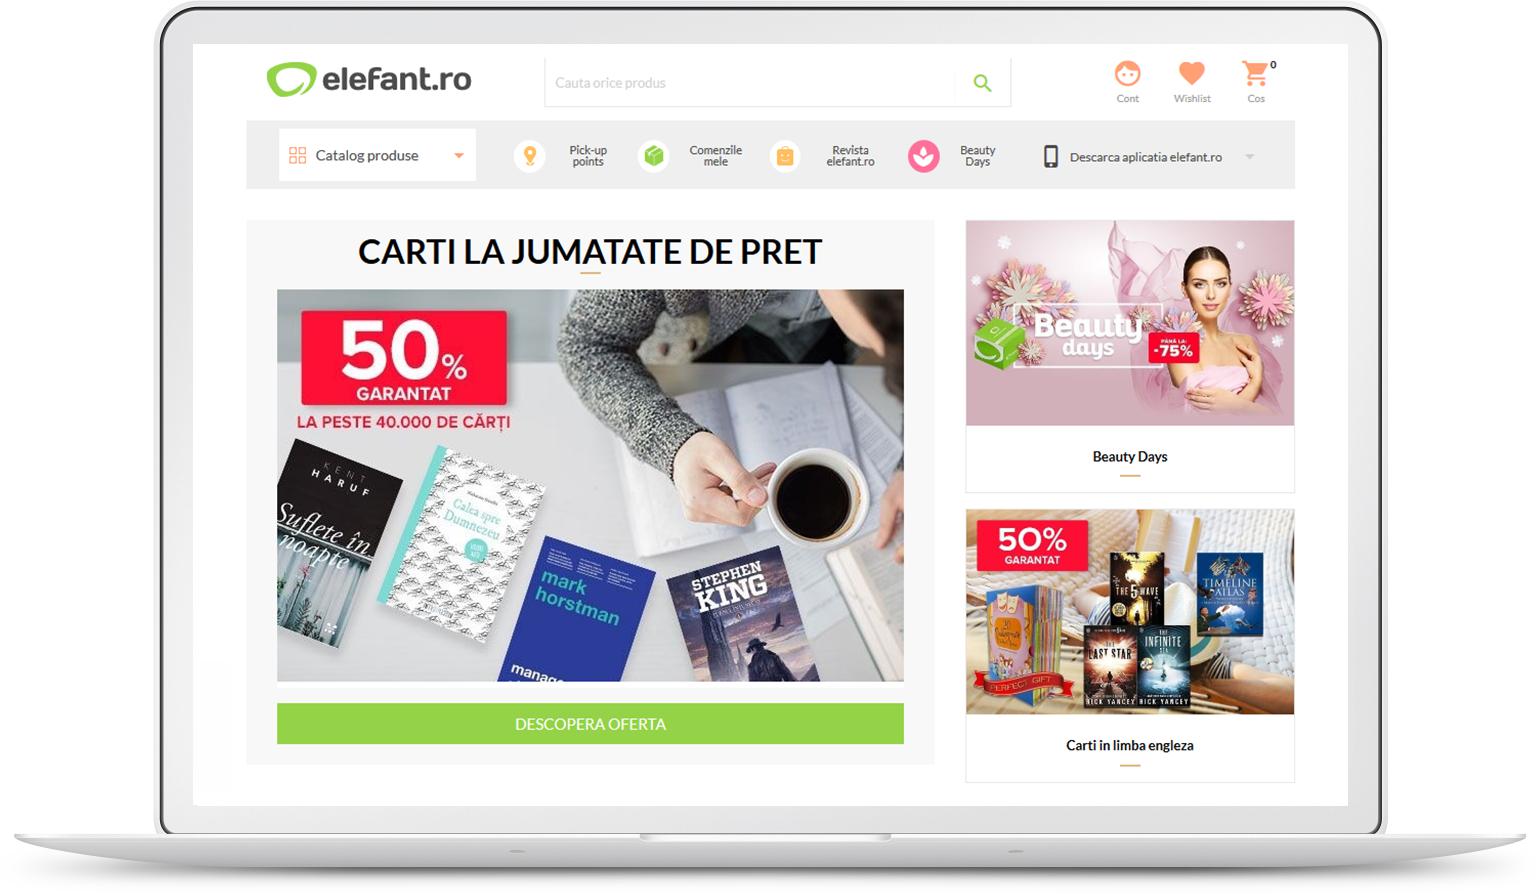 elefant.ro
Cauta orice produs
Cont
Wishlist
0
Cos
Catalog produse
Pick-up
points
Comenzile
mele
Revista
elefant.ro
Beauty
Days
Descarca aplicatia elefant.ro
CARTI LA JUMATATE DE PRET
50%
GARANTAT
LA PESTE 40.000 DE CĂRȚI
KENT
HARUF
Suflete în
noapte
Calea spre
Dumnezeu
mark
horstman
STEPHEN
KING
DESCOPERA OFERTA
Beauty
days
PÂNĂ LA:
-75%
Beauty Days
50%
GARANTAT
THE
5 WAVE
TIMELINE
ATLAS
THE
LAST STAR
RICK YANCEY
THE
INFINITE
SEA
RICK YANCEY
PERFECT GIFT
Carti in limba engleza